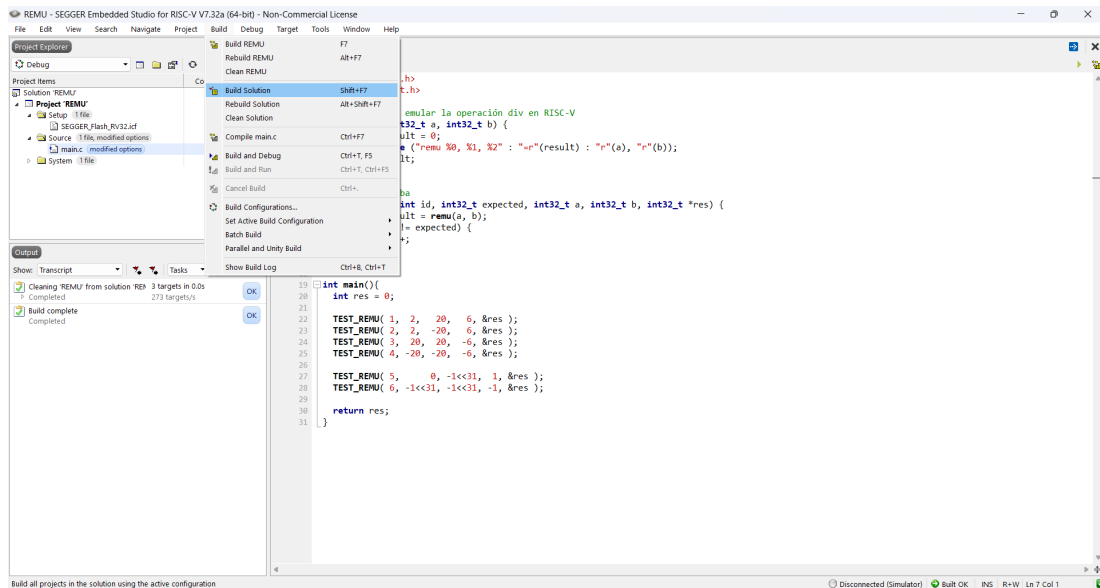 REMU - SEGGER Embedded Studio for RISC-V V7.32a (64-bit) - Non-Commercial License
File Edit View Search Navigate Project Build Debug Target Tools Window Help
Project Explorer
Debug
Project Items Co
Solution 'REMU'
Project 'REMU'
Setup 1 file
SEGGER_Flash_RV32.icf
Source 1 file, modified options
main.c modified options
System 1 file
Build REMU F7
Rebuild REMU Alt+F7
Clean REMU
Build Solution Shift+F7
Rebuild Solution Alt+Shift+F7
Clean Solution
Compile main.c Ctrl+F7
Build and Debug Ctrl+T, F5
Build and Run Ctrl+T, Ctrl+F5
Cancel Build Ctrl+.
Build Configurations...
Set Active Build Configuration
Batch Build
Parallel and Unity Build
Show Build Log Ctrl+B, Ctrl+T
Output
Show: Transcript Tasks
Cleaning 'REMU' from solution 'REM 3 targets in 0.0s OK
Completed 273 targets/s
Build complete OK
Completed
.h>
t.h>
emular la operación div en RISC-V
t32_t a, int32_t b) {
ult = 0;
e ("remu %0, %1, %2" : "=r"(result) : "r"(a), "r"(b));
lt;
ba
int id, int32_t expected, int32_t a, int32_t b, int32_t *res) {
ult = remu(a, b);
!= expected) {
+;
19 int main(){
20 int res = 0;
21
22 TEST_REMU( 1, 2, 20, 6, &res );
23 TEST_REMU( 2, 2, -20, 6, &res );
24 TEST_REMU( 3, 20, 20, -6, &res );
25 TEST_REMU( 4, -20, -20, -6, &res );
26
27 TEST_REMU( 5, 0, -1<<31, 1, &res );
28 TEST_REMU( 6, -1<<31, -1<<31, -1, &res );
29
30 return res;
31 }
Build all projects in the solution using the active configuration
Disconnected (Simulator) Built OK INS R+W Ln 7 Col 1